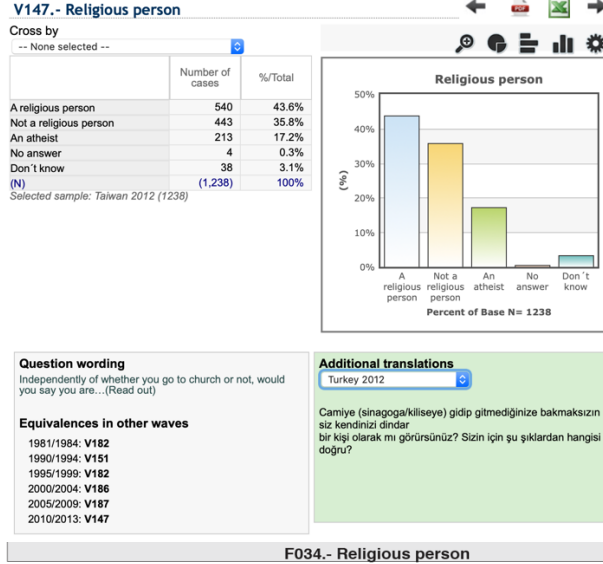 V147.- Religious person
PDF
Cross by
-- None selected --
Number of cases %/Total
A religious person 540 43.6%
Not a religious person 443 35.8%
An atheist 213 17.2%
No answer 4 0.3%
Don´t know 38 3.1%
(N) (1,238) 100%
Selected sample: Taiwan 2012 (1238)
Religious person
50%
40%
30%
20%
10%
0%
(%)
A religious person
Not a religious person
An atheist
No answer
Don´t know
Percent of Base N= 1238
Question wording
Independently of whether you go to church or not, would
you say you are...(Read out)
Equivalences in other waves
1981/1984: V182
1990/1994: V151
1995/1999: V182
2000/2004: V186
2005/2009: V187
2010/2013: V147
Additional translations
Turkey 2012
Camiye (sinagoga/kiliseye) gidip gitmediğinize bakmaksızın
siz kendinizi dindar
bir kişi olarak mı görürsünüz? Sizin için şu şıklardan hangisi
doğru?
F034.- Religious person